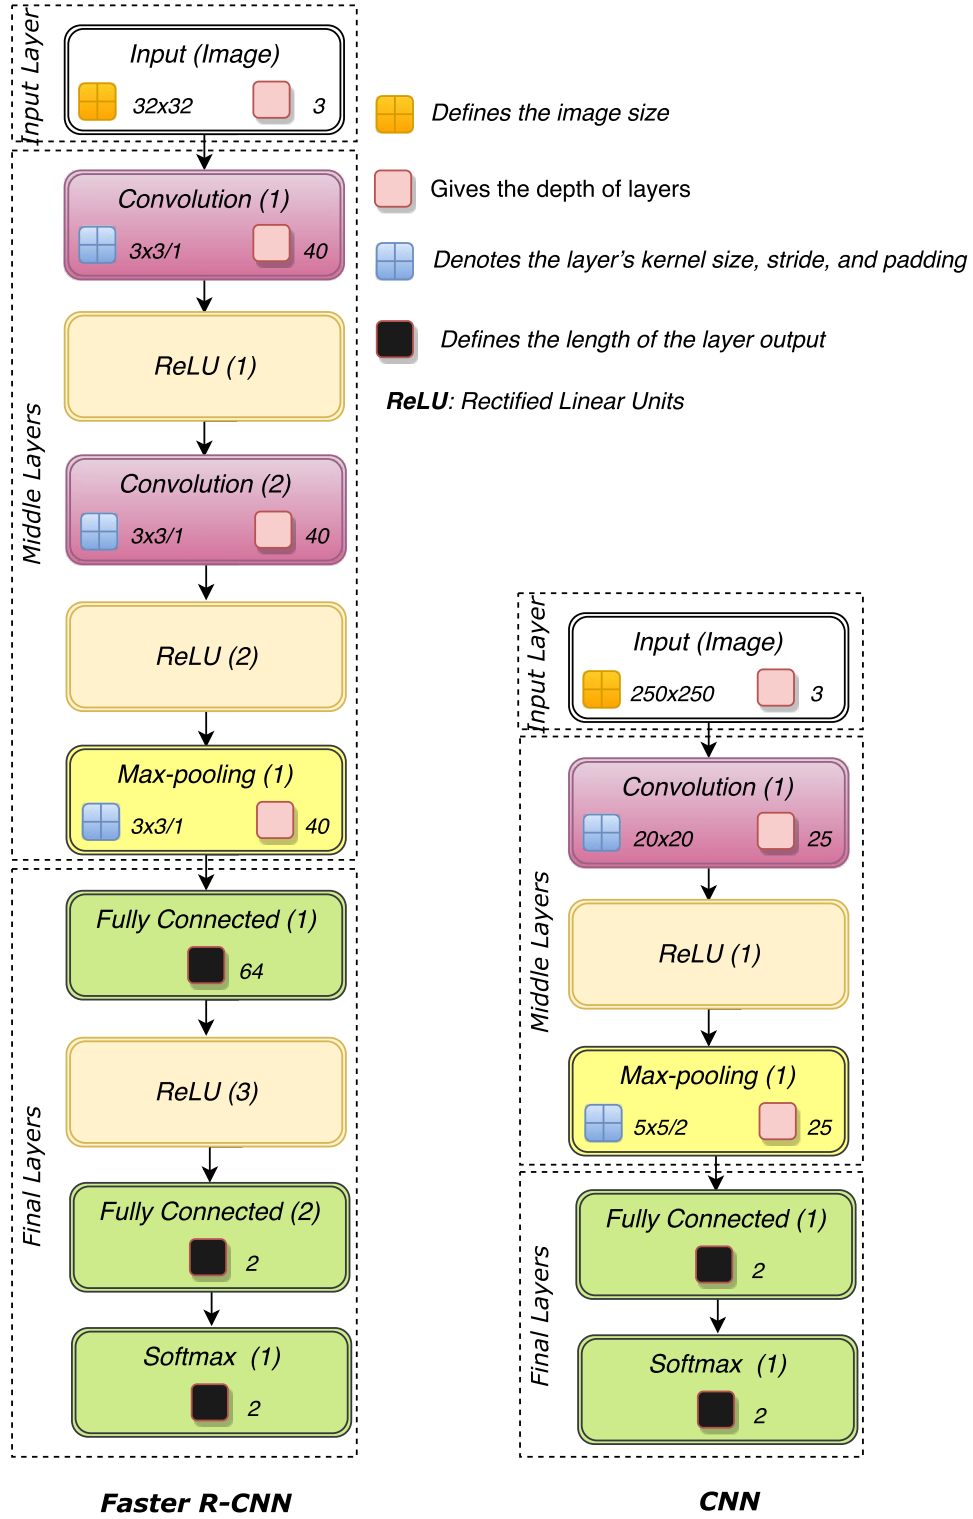 Input Layer
Input (Image)
32x32 3
Middle Layers
Convolution (1)
3x3/1 40
ReLU (1)
Convolution (2)
3x3/1 40
ReLU (2)
Max-pooling (1)
3x3/1 40
Final Layers
Fully Connected (1)
64
ReLU (3)
Fully Connected (2)
2
Softmax (1)
2
Faster R-CNN
Defines the image size
Gives the depth of layers
Denotes the layer's kernel size, stride, and padding
Defines the length of the layer output
ReLU: Rectified Linear Units
Input Layer
Input (Image)
250x250 3
Middle Layers
Convolution (1)
20x20 25
ReLU (1)
Max-pooling (1)
5x5/2 25
Final Layers
Fully Connected (1)
2
Softmax (1)
2
CNN